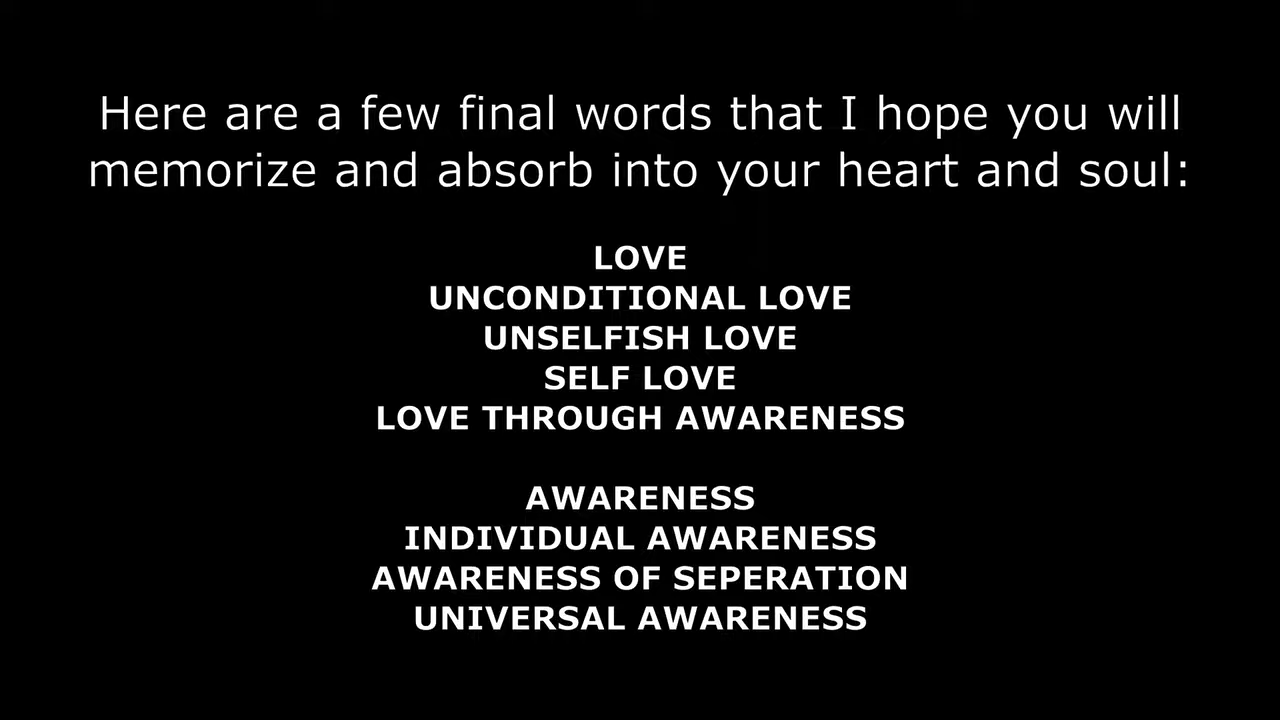 Here are a few final words that I hope you will
memorize and absorb into your heart and soul:
LOVE
UNCONDITIONAL LOVE
UNSELFISH LOVE
SELF LOVE
LOVE THROUGH AWARENESS
AWARENESS
INDIVIDUAL AWARENESS
AWARENESS OF SEPERATION
UNIVERSAL AWARENESS